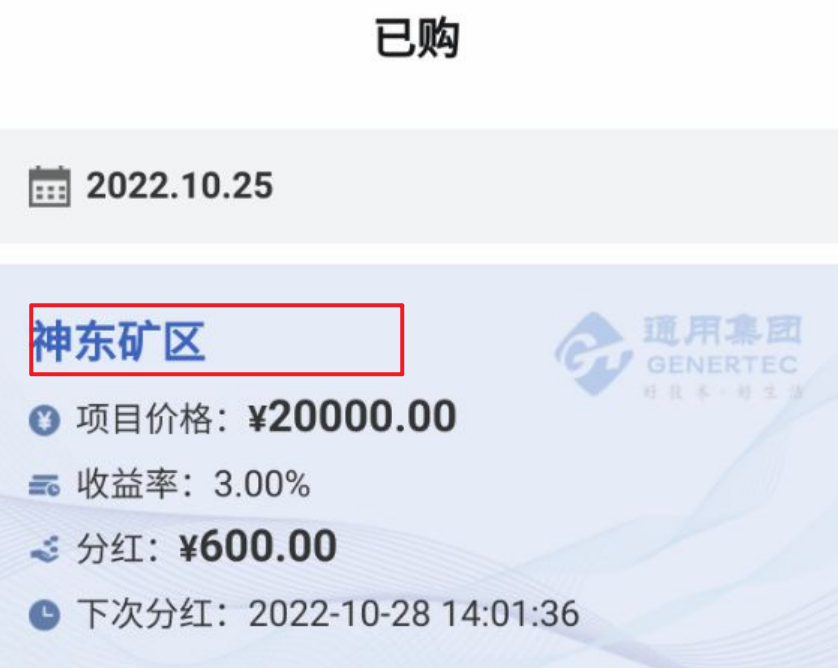 已购
2022.10.25
神东矿区
通用集团
GENERTEC
好技术·好生活
项目价格：¥20000.00
收益率：3.00%
分红：¥600.00
下次分红：2022-10-28 14:01:36